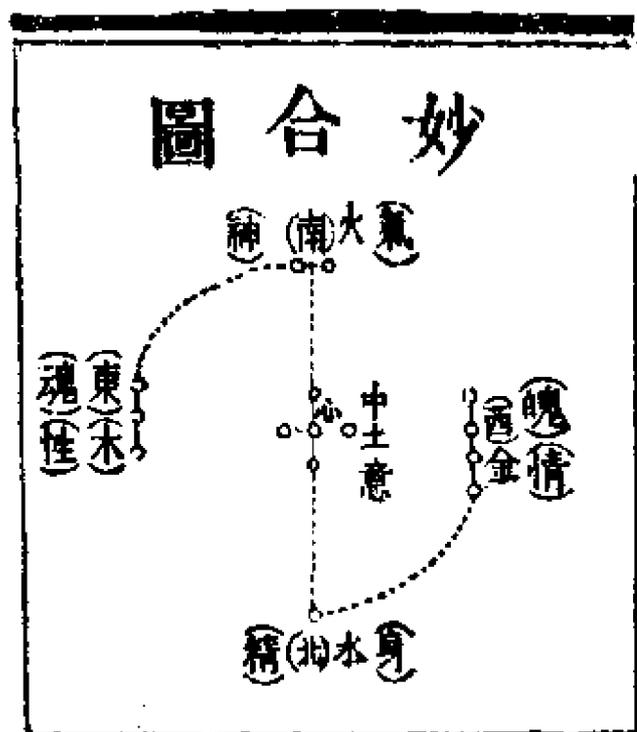 妙合圖
(氣)火(南)(神)
(魄)(情)
(西)金
中土意
心
(東)(木)
(魂)(性)
(身)水(北)(精)